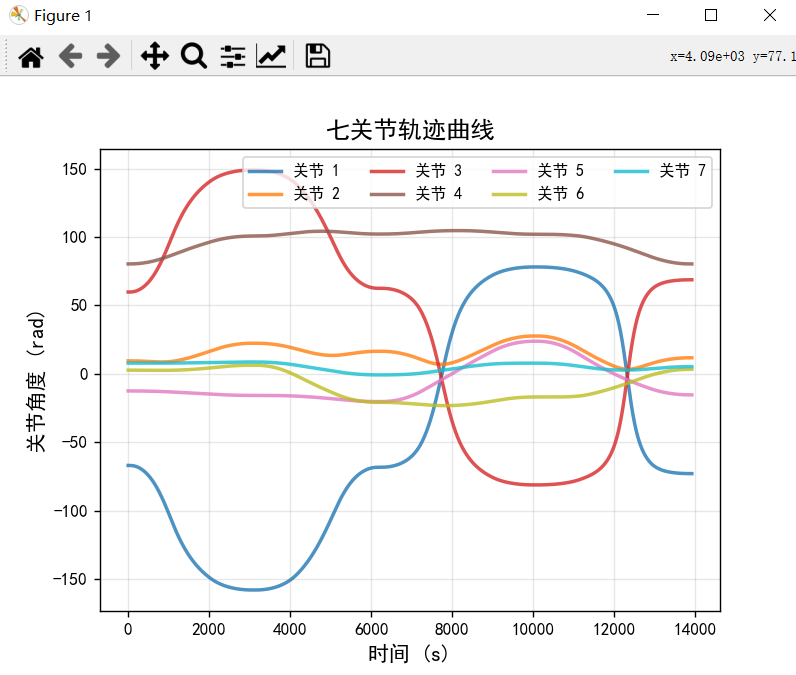 Figure 1
x=4.09e+03 y=77.1
七关节轨迹曲线
关节 1 关节 3 关节 5 关节 7
关节 2 关节 4 关节 6
150
100
50
0
−50
−100
−150
关节角度 (rad)
0 2000 4000 6000 8000 10000 12000 14000
时间 (s)